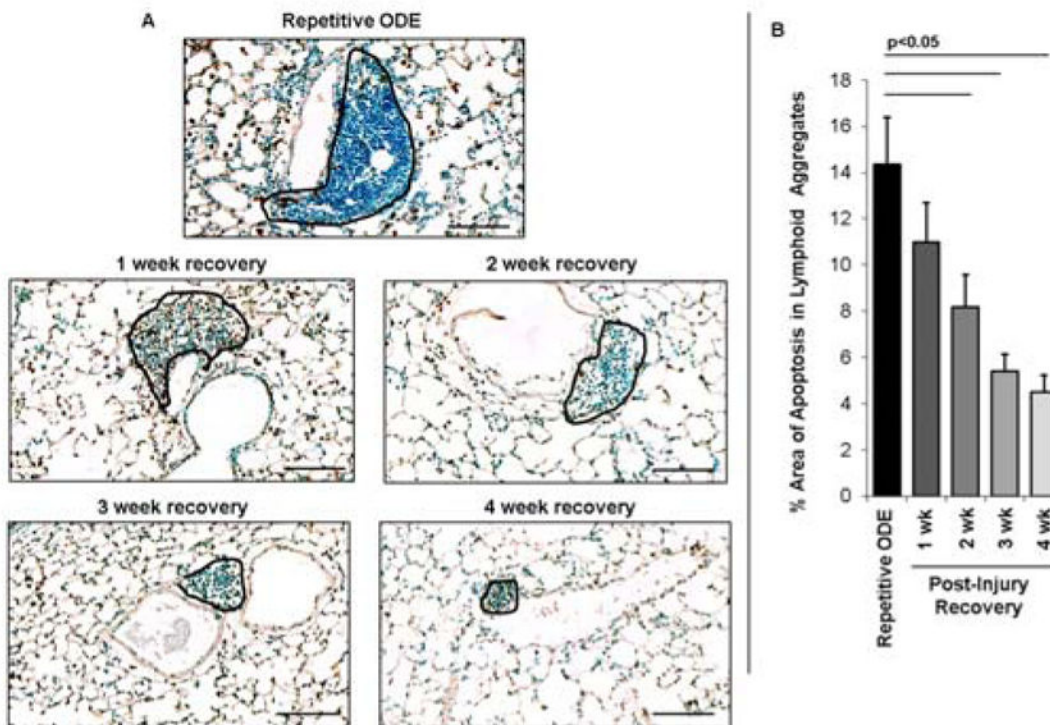 A
Repetitive ODE
1 week recovery
2 week recovery
3 week recovery
4 week recovery
B
p<0.05
% Area of Apoptosis in Lymphoid Aggregates
18
16
14
12
10
8
6
4
2
0
Repetitive ODE
1 wk
2 wk
3 wk
4 wk
Post-Injury
Recovery